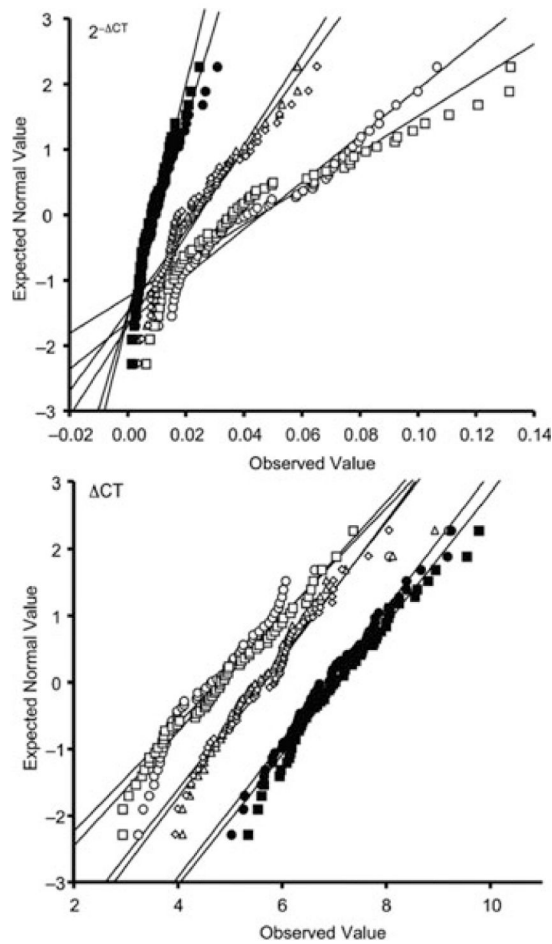 3
2
1
0
–1
–2
–3
2⁻ΔCT
Expected Normal Value
–0.02 0.00 0.02 0.04 0.06 0.08 0.10 0.12 0.14
Observed Value
3
2
1
0
–1
–2
–3
ΔCT
Expected Normal Value
2 4 6 8 10
Observed Value